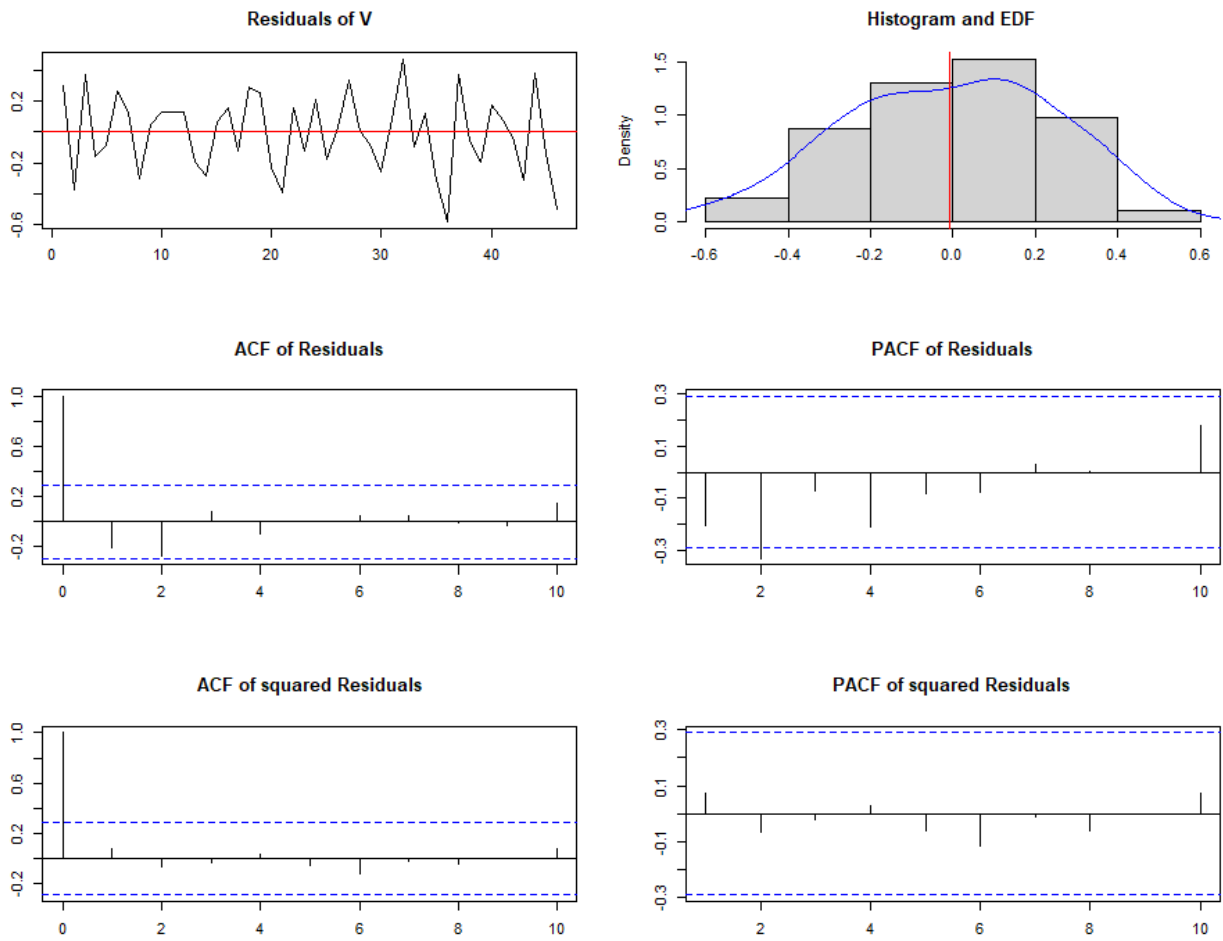 Residuals of V
0.2
-0.2
-0.6
0 10 20 30 40
Histogram and EDF
Density
1.5
1.0
0.5
0.0
-0.6 -0.4 -0.2 0.0 0.2 0.4 0.6
ACF of Residuals
1.0
0.6
0.2
-0.2
0 2 4 6 8 10
PACF of Residuals
0.3
0.1
-0.1
-0.3
2 4 6 8 10
ACF of squared Residuals
1.0
0.6
0.2
-0.2
0 2 4 6 8 10
PACF of squared Residuals
0.3
0.1
-0.1
-0.3
2 4 6 8 10